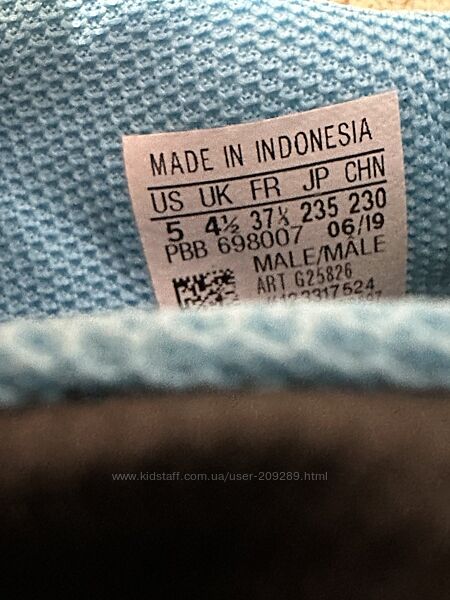 MADE IN INDONESIA
US UK FR JP CHN
5 4½ 37⅓ 235 230
PBB 698007 06/19
MALE/MALE
ART G25826
www.kidstaff.com.ua/user-209289.html